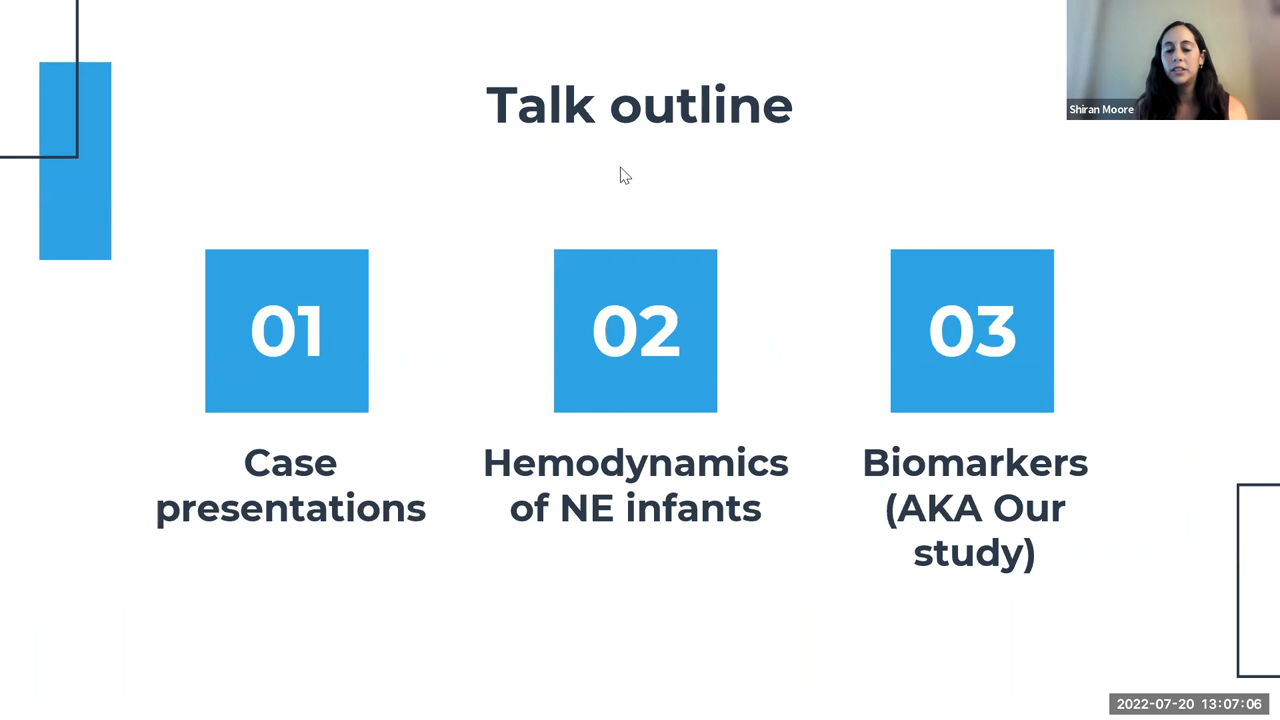 Talk outline
Shiran Moore
01
02
03
Case
presentations
Hemodynamics
of NE infants
Biomarkers
(AKA Our
study)
2022-07-20 13:07:06